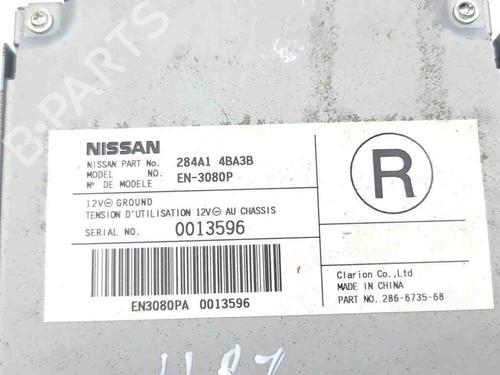 B-PARTS
NISSAN
NISSAN PART No. 284A1 4BA3B
MODEL NO. EN-3080P
N° DE MODELE
12V⊖ GROUND
TENSION D'UTILISATION 12V⊖ AU CHASSIS
SERIAL NO. 0013596
EN3080PA 0013596
R
Clarion Co.,Ltd
MADE IN CHINA
PART NO. 286-6735-68